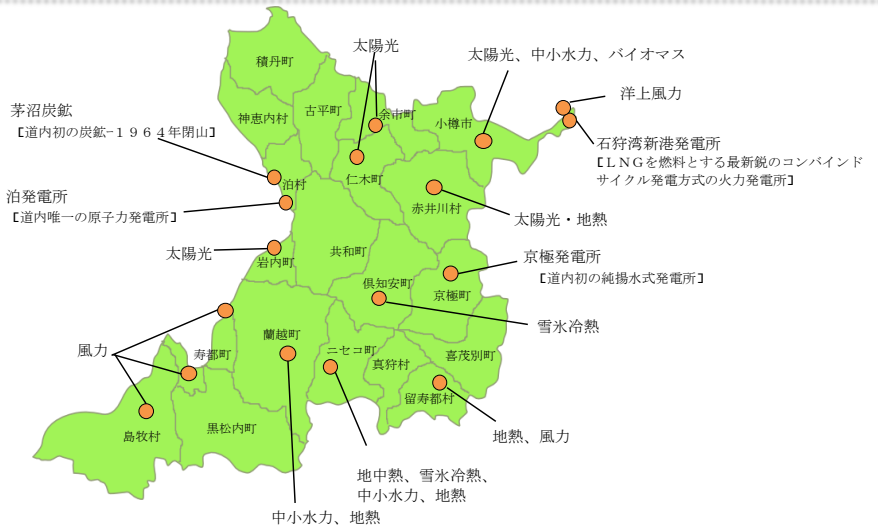 太陽光
太陽光、中小水力、バイオマス
積丹町
洋上風力
茅沼炭鉱
【道内初の炭鉱−１９６４年閉山】
古平町
神恵内村
余市町
小樽市
石狩湾新港発電所
【ＬＮＧを燃料とする最新鋭のコンバインド
サイクル発電方式の火力発電所】
泊村
仁木町
泊発電所
【道内唯一の原子力発電所】
赤井川村
太陽光・地熱
太陽光
岩内町
共和町
京極発電所
【道内初の純揚水式発電所】
倶知安町
京極町
雪氷冷熱
風力
寿都町
蘭越町
ニセコ町
真狩村
喜茂別町
留寿都村
島牧村
黒松内町
地熱、風力
地中熱、雪氷冷熱、
中小水力、地熱
中小水力、地熱